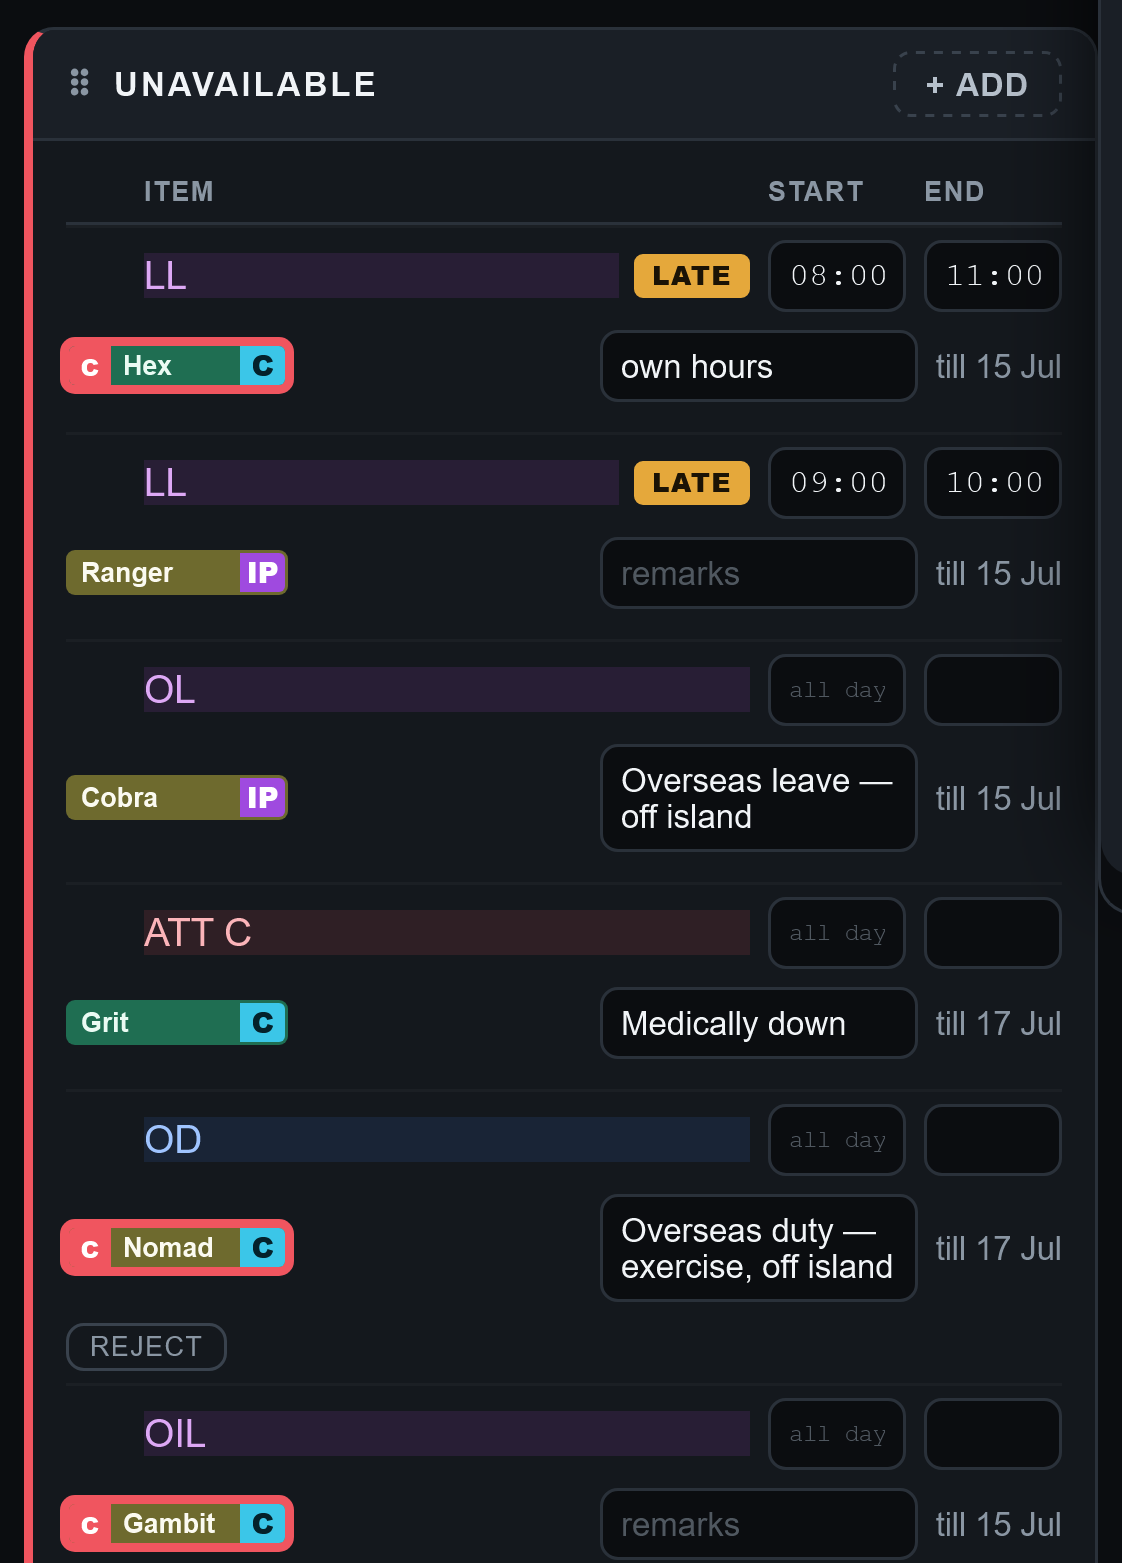 UNAVAILABLE
+ ADD
ITEM START END
LL LATE 08:00 11:00
c Hex C own hours till 15 Jul
LL LATE 09:00 10:00
Ranger IP remarks till 15 Jul
OL all day
Cobra IP Overseas leave —
off island till 15 Jul
ATT C all day
Grit C Medically down till 17 Jul
OD all day
c Nomad C Overseas duty —
exercise, off island till 17 Jul
REJECT
OIL all day
c Gambit C remarks till 15 Jul